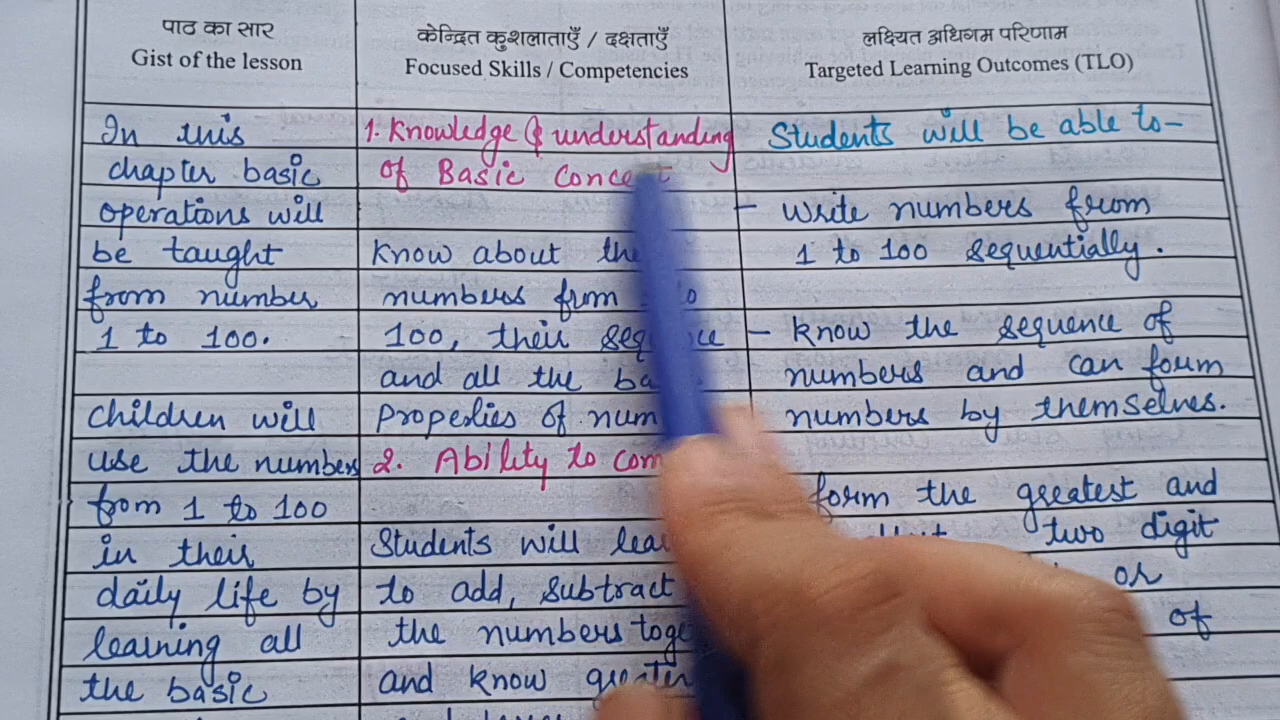 पाठ का सार
Gist of the lesson
केन्द्रित कुशलताएँ / दक्षताएँ
Focused Skills / Competencies
लक्ष्यित अधिगम परिणाम
Targeted Learning Outcomes (TLO)
In this
chapter basic
operations will
be taught
from number
1 to 100.
children will
use the numbers
from 1 to 100
in their
daily life by
learning all
the basic
1. Knowledge & understanding
of Basic
Know about
numbers from
100, their
and all the
properties of
2. Ability to
Students will
to add, subtract
the numbers
and know
Students will be able to-
- write numbers from
1 to 100 sequentially.
- know the sequence of
numbers and can form
numbers by themselves.
form the greatest and
two digit
or
of